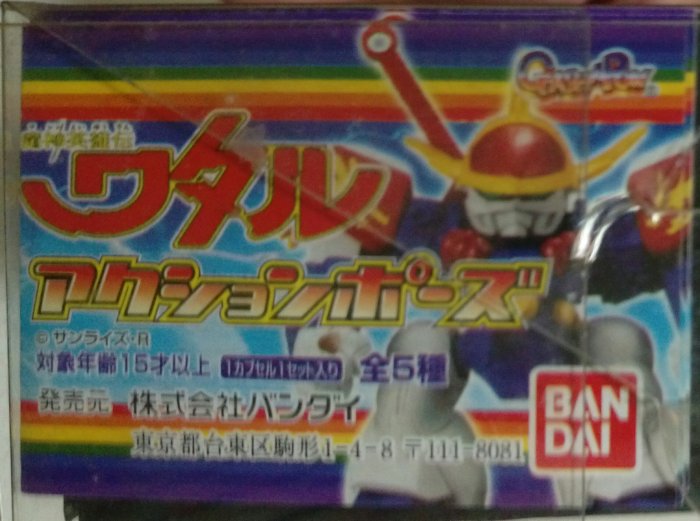 魔神英雄伝
ワタル
アクションポーズ
©サンライズ・R
対象年齢15才以上 1カプセル1セット入り 全5種
発売元 株式会社バンダイ
東京都台東区駒形1-4-8 〒111-8081
BAN
DAI